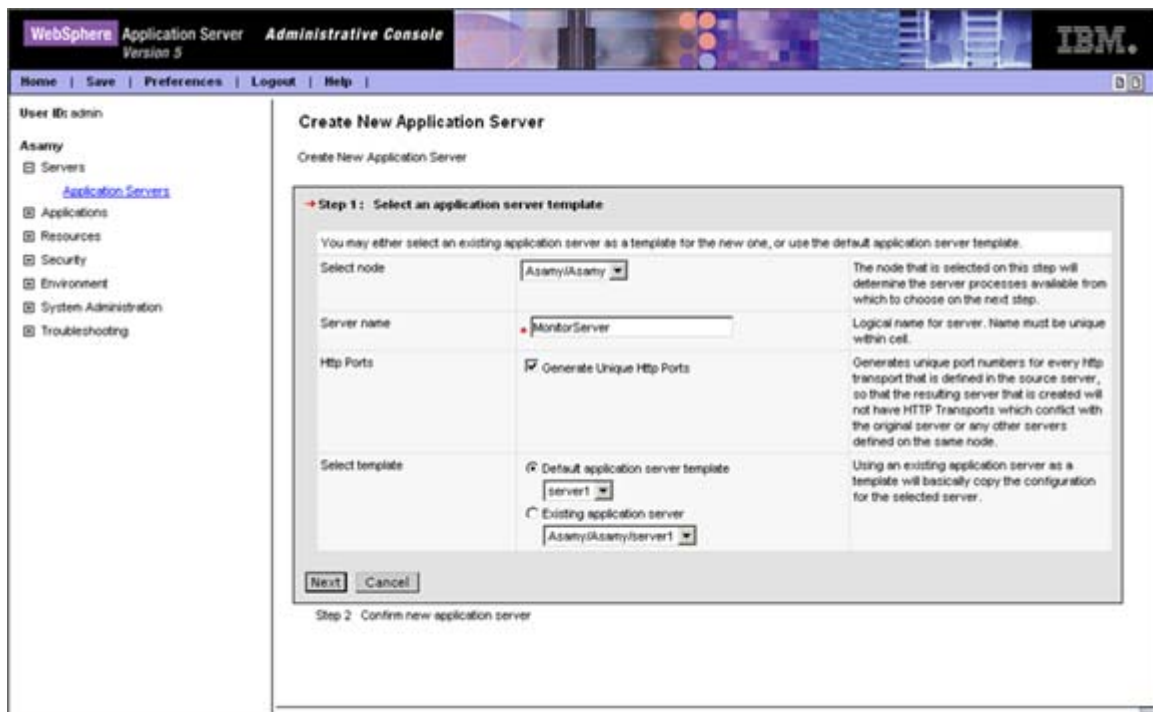 WebSphere Application Server Administrative Console
Version 5
IBM.
Home | Save | Preferences | Logout | Help |
User ID: admin
Asamy
Servers
Application Servers
Applications
Resources
Security
Environment
System Administration
Troubleshooting
Create New Application Server
Create New Application Server
Step 1 : Select an application server template
You may either select an existing application server as a template for the new one, or use the default application server template.
Select node
Asamy/Asamy
The node that is selected on this step will
determine the server processes available from
which to choose on the next step.
Server name
* MonitorServer
Logical name for server. Name must be unique
within cell.
Http Ports
Generate Unique Http Ports
Generates unique port numbers for every http
transport that is defined in the source server,
so that the resulting server that is created will
not have HTTP Transports which conflict with
the original server or any other servers
defined on the same node.
Select template
Default application server template
server1
Existing application server
Asamy/Asamy/server1
Using an existing application server as a
template will basically copy the configuration
for the selected server.
Next Cancel
Step 2 Confirm new application server